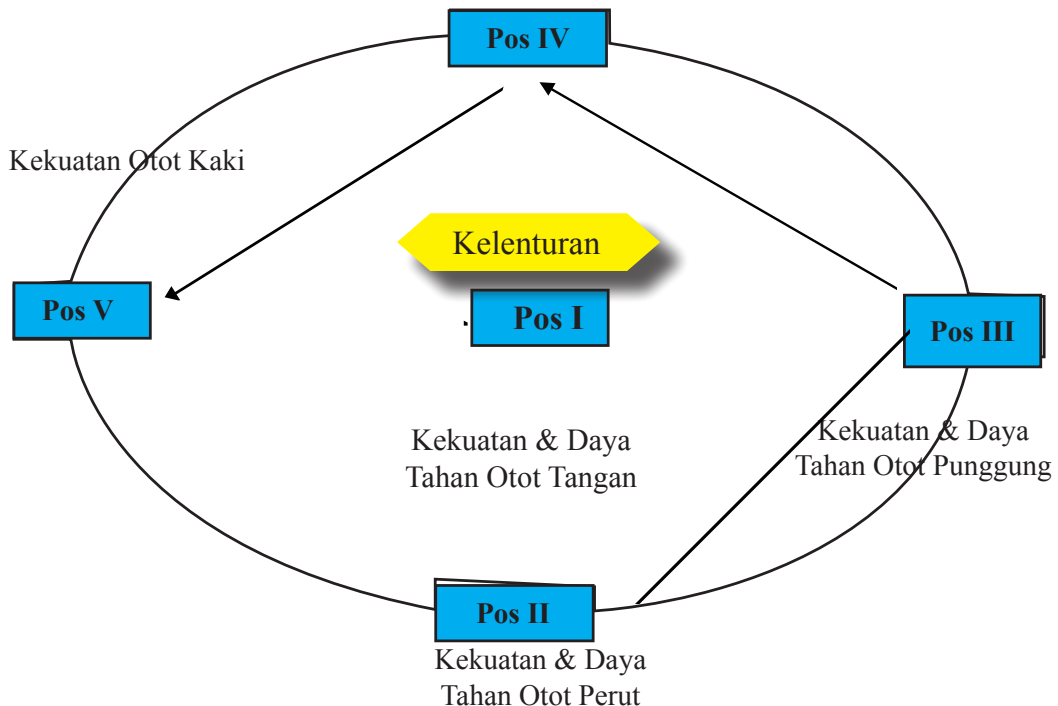 Pos IV
Kekuatan Otot Kaki
Kelenturan
Pos V
Pos I
Pos III
Kekuatan & Daya
Tahan Otot Tangan
Kekuatan & Daya
Tahan Otot Punggung
Pos II
Kekuatan & Daya
Tahan Otot Perut